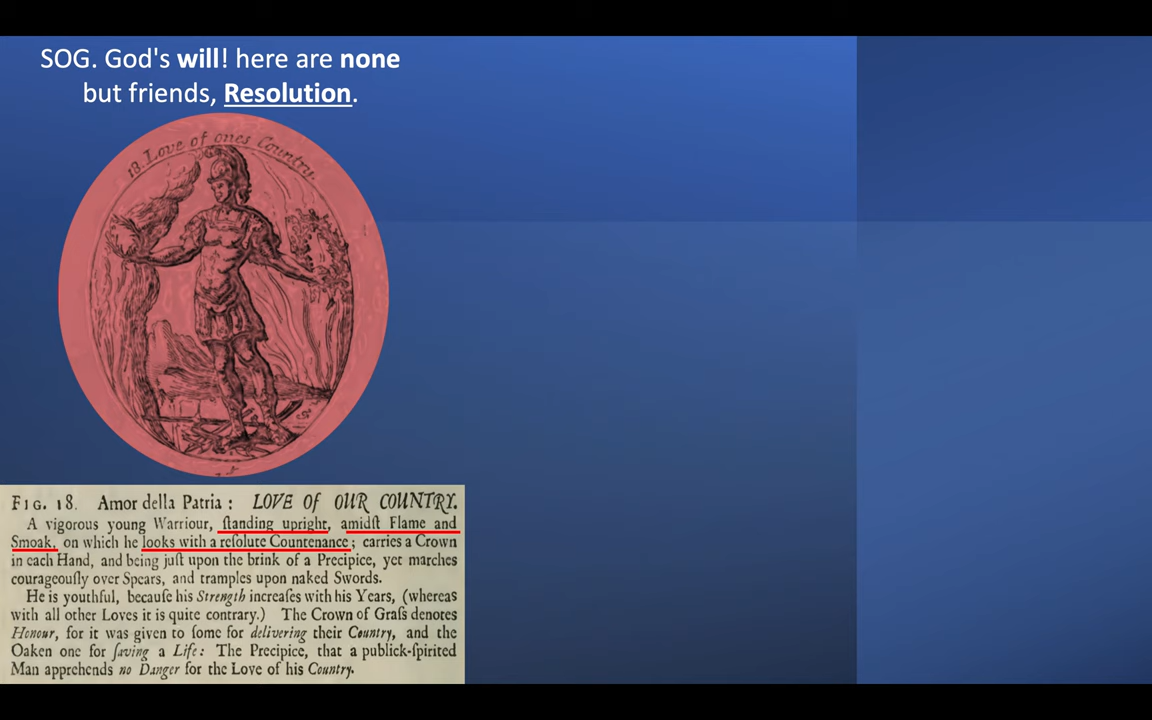 SOG. God's will! here are none
but friends, Resolution.
18. Love of ones Country.
FIG. 18. Amor della Patria: LOVE OF OUR COUNTRY.
A vigorous young Warriour, ſtanding upright, amidſt Flame and
Smoak, on which he looks with a reſolute Countenance; carries a Crown
in each Hand, and being juſt upon the brink of a Precipice, yet marches
courageouſly over Spears, and tramples upon naked Swords.
He is youthful, becauſe his Strength increaſes with his Years, (whereas
with all other Loves it is quite contrary.) The Crown of Graſs denotes
Honour, for it was given to ſome for delivering their Country, and the
Oaken one for ſaving a Life: The Precipice, that a publick-ſpirited
Man apprehends no Danger for the Love of his Country.